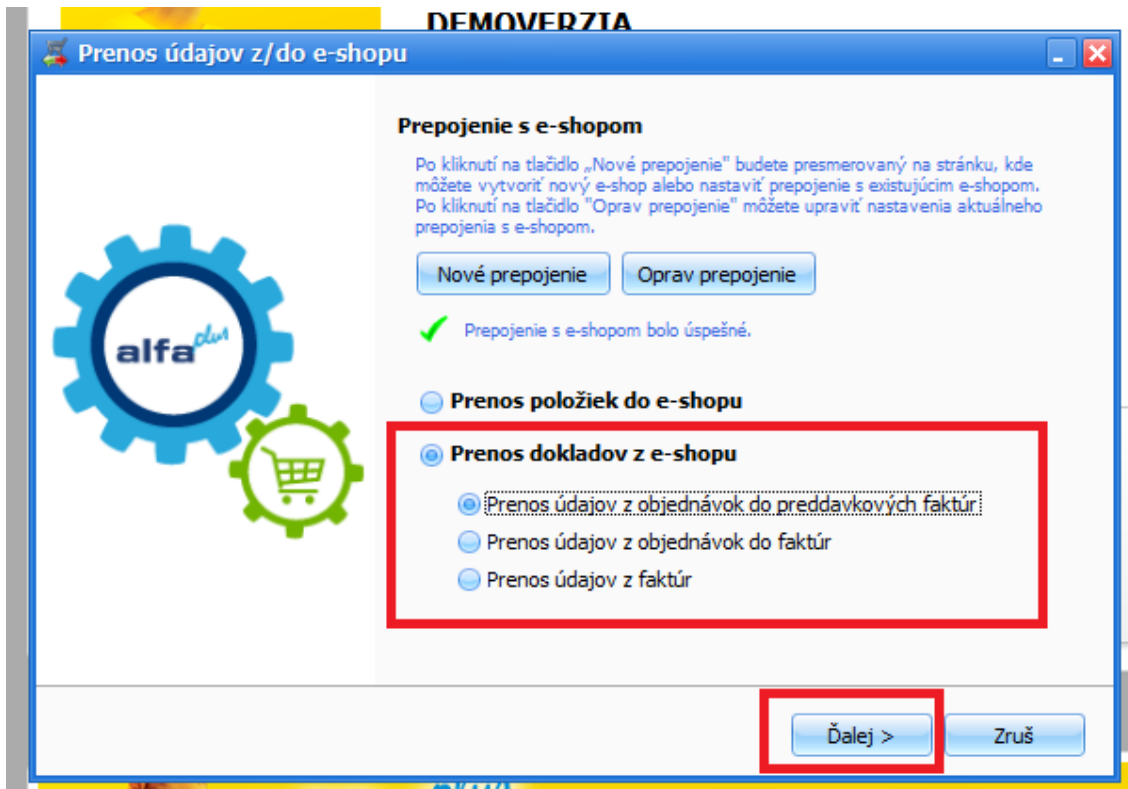 DEMOVERZIA
Prenos údajov z/do e-shopu
Prepojenie s e-shopom
Po kliknutí na tlačidlo „Nové prepojenie" budete presmerovaný na stránku, kde
môžete vytvoriť nový e-shop alebo nastaviť prepojenie s existujúcim e-shopom.
Po kliknutí na tlačidlo "Oprav prepojenie" môžete upraviť nastavenia aktuálneho
prepojenia s e-shopom.
Nové prepojenie
Oprav prepojenie
Prepojenie s e-shopom bolo úspešné.
alfa plus
Prenos položiek do e-shopu
Prenos dokladov z e-shopu
Prenos údajov z objednávok do preddavkových faktúr
Prenos údajov z objednávok do faktúr
Prenos údajov z faktúr
Ďalej >
Zruš